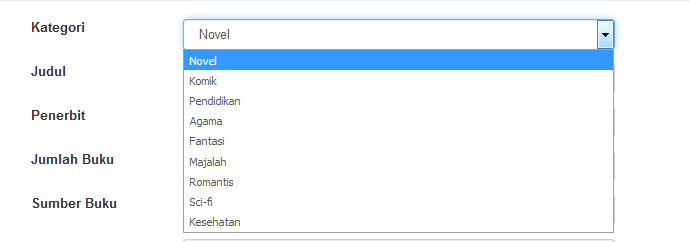 Kategori
Novel
Novel
Judul
Komik
Pendidikan
Penerbit
Agama
Fantasi
Jumlah Buku
Majalah
Romantis
Sumber Buku
Sci-fi
Kesehatan